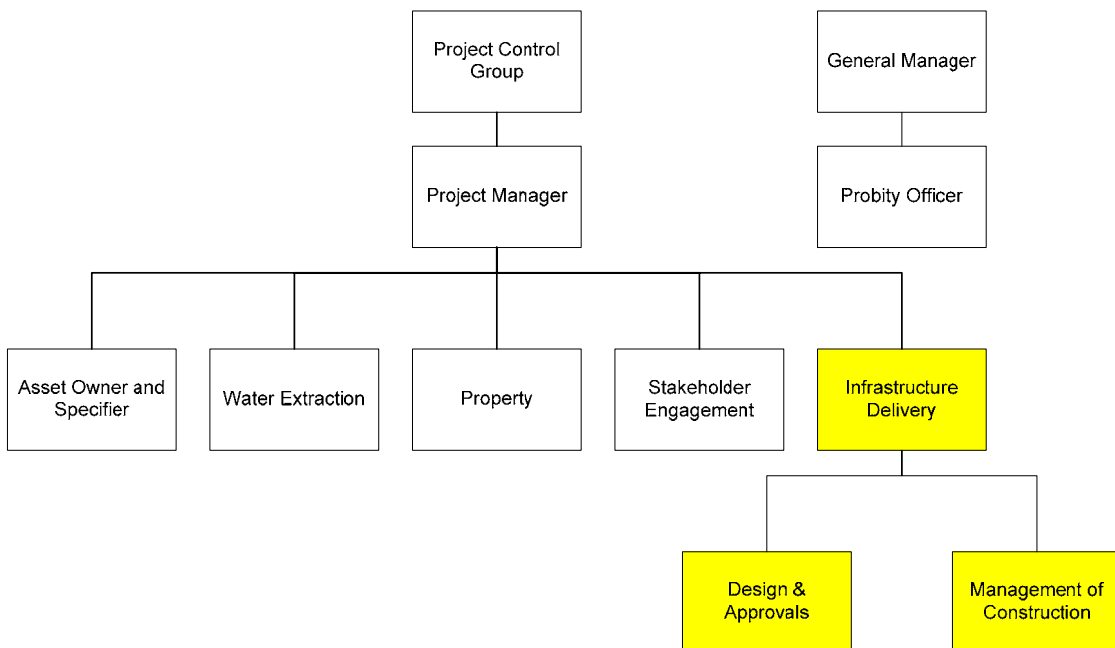 Project Control
Group
General Manager
Project Manager
Probity Officer
Asset Owner and
Specifier
Water Extraction
Property
Stakeholder
Engagement
Infrastructure
Delivery
Design &
Approvals
Management of
Construction